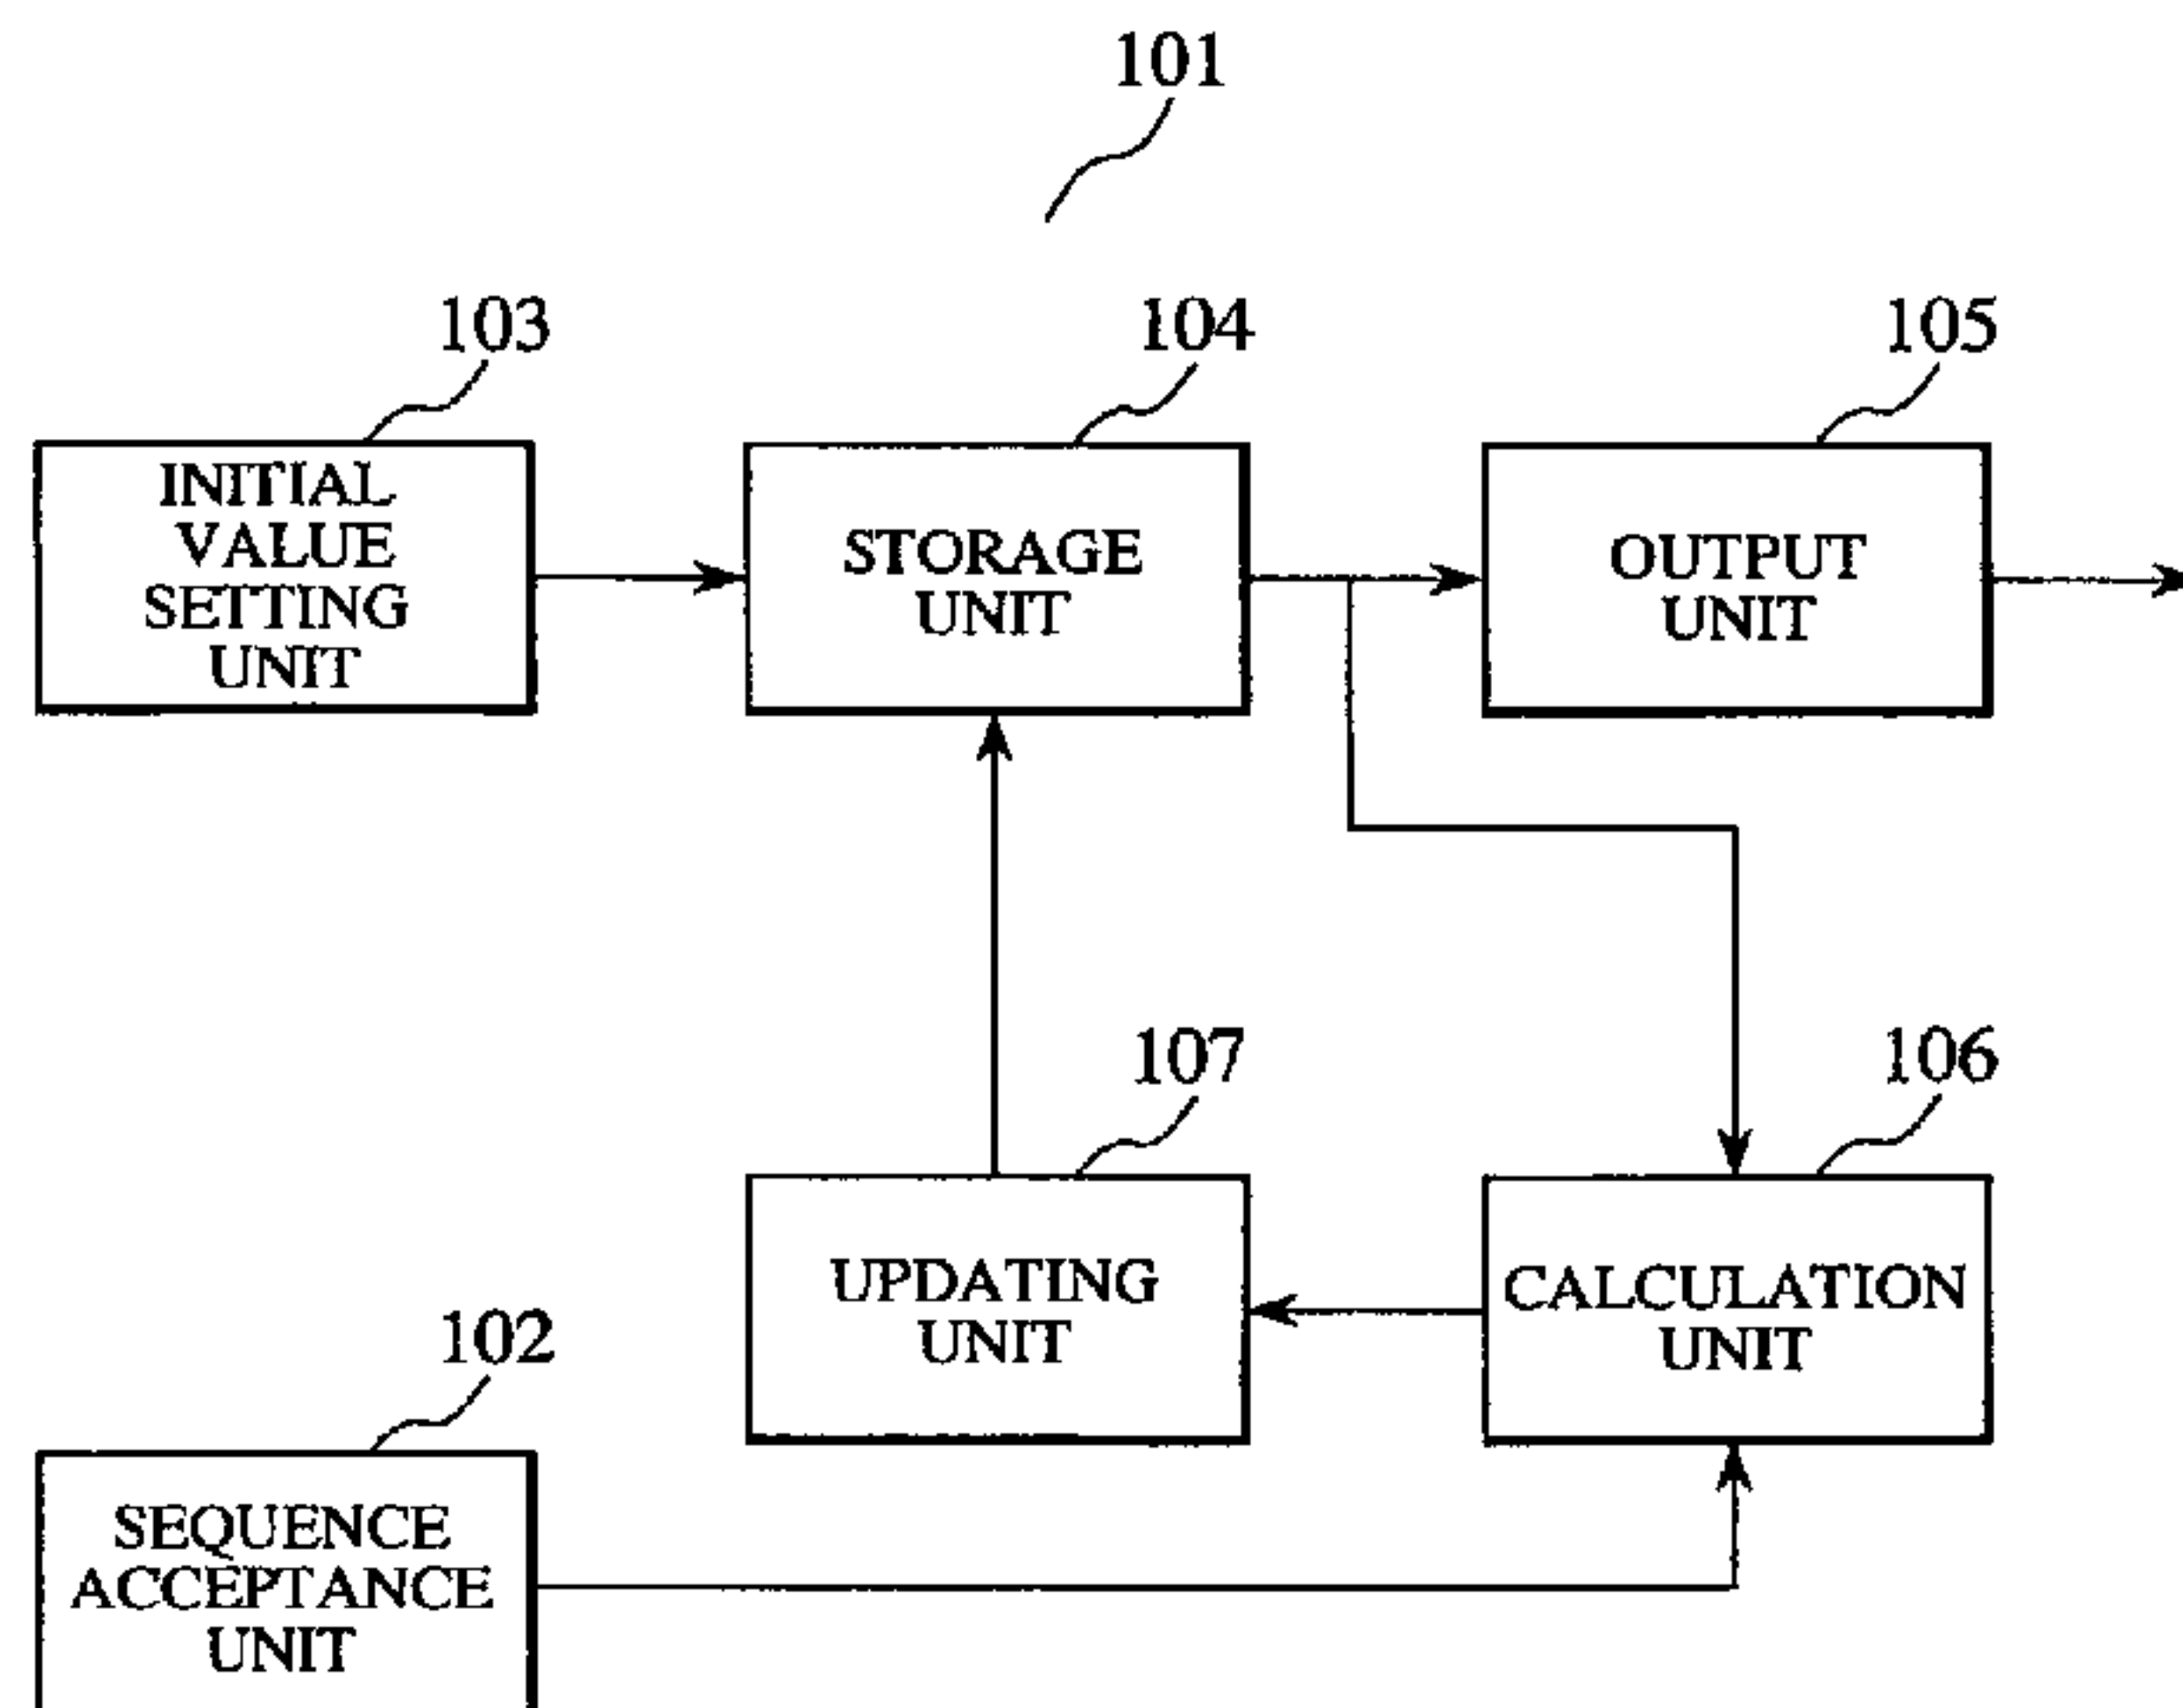 101
103
104
105
INITIAL
VALUE
SETTING
UNIT
STORAGE
UNIT
OUTPUT
UNIT
107
106
UPDATING
UNIT
CALCULATION
UNIT
102
SEQUENCE
ACCEPTANCE
UNIT